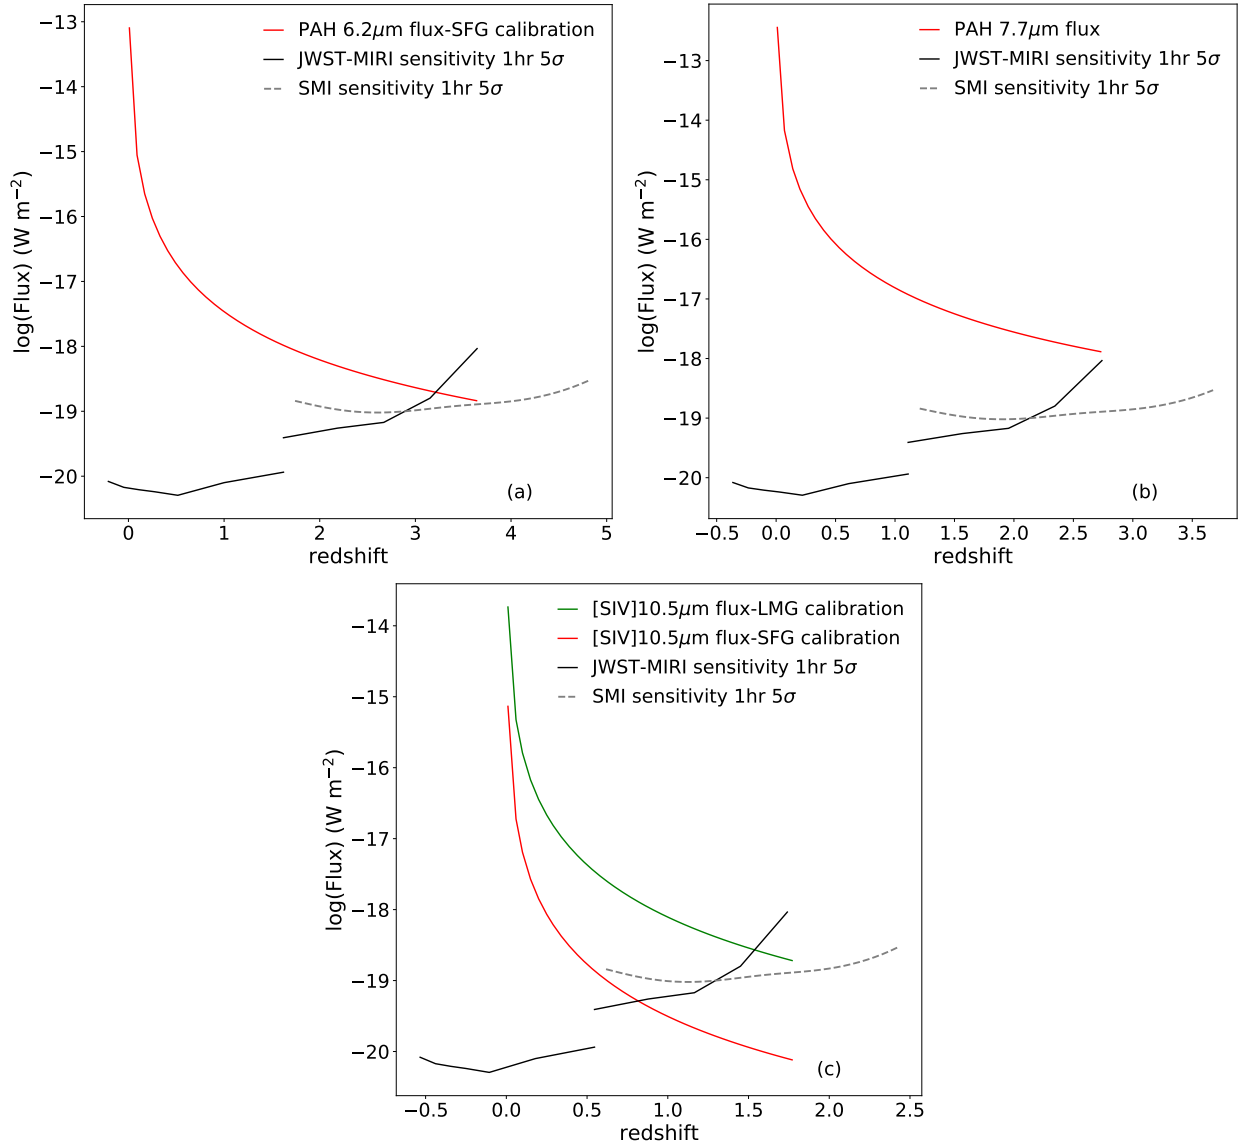 PAH 6.2μm flux-SFG calibration
JWST-MIRI sensitivity 1hr 5σ
SMI sensitivity 1hr 5σ
log(Flux) (W m⁻²)
−13
−14
−15
−16
−17
−18
−19
−20
(a)
0 1 2 3 4 5
redshift
PAH 7.7μm flux
JWST-MIRI sensitivity 1hr 5σ
SMI sensitivity 1hr 5σ
log(Flux) (W m⁻²)
−13
−14
−15
−16
−17
−18
−19
−20
(b)
−0.5 0.0 0.5 1.0 1.5 2.0 2.5 3.0 3.5
redshift
[SIV]10.5μm flux-LMG calibration
[SIV]10.5μm flux-SFG calibration
JWST-MIRI sensitivity 1hr 5σ
SMI sensitivity 1hr 5σ
log(Flux) (W m⁻²)
−14
−15
−16
−17
−18
−19
−20
(c)
−0.5 0.0 0.5 1.0 1.5 2.0 2.5
redshift